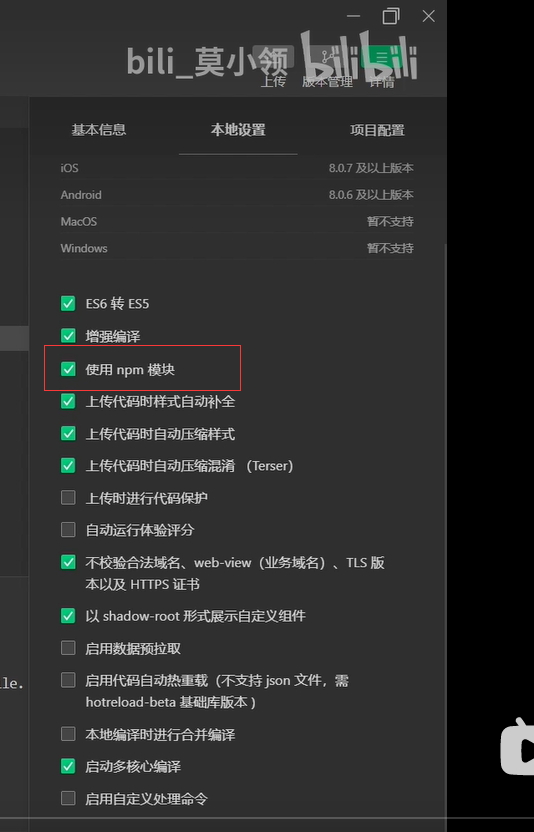 bili_莫小领
bilibili
上传 版本管理 详情
基本信息 本地设置 项目配置
iOS 8.0.7 及以上版本
Android 8.0.6 及以上版本
MacOS 暂不支持
Windows 暂不支持
ES6 转 ES5
增强编译
使用 npm 模块
上传代码时样式自动补全
上传代码时自动压缩样式
上传代码时自动压缩混淆 （Terser）
上传时进行代码保护
自动运行体验评分
不校验合法域名、web-view（业务域名）、TLS 版
本以及 HTTPS 证书
以 shadow-root 形式展示自定义组件
启用数据预拉取
启用代码自动热重载（不支持 json 文件，需
le.
hotreload-beta 基础库版本 ）
本地编译时进行合并编译
启动多核心编译
启用自定义处理命令